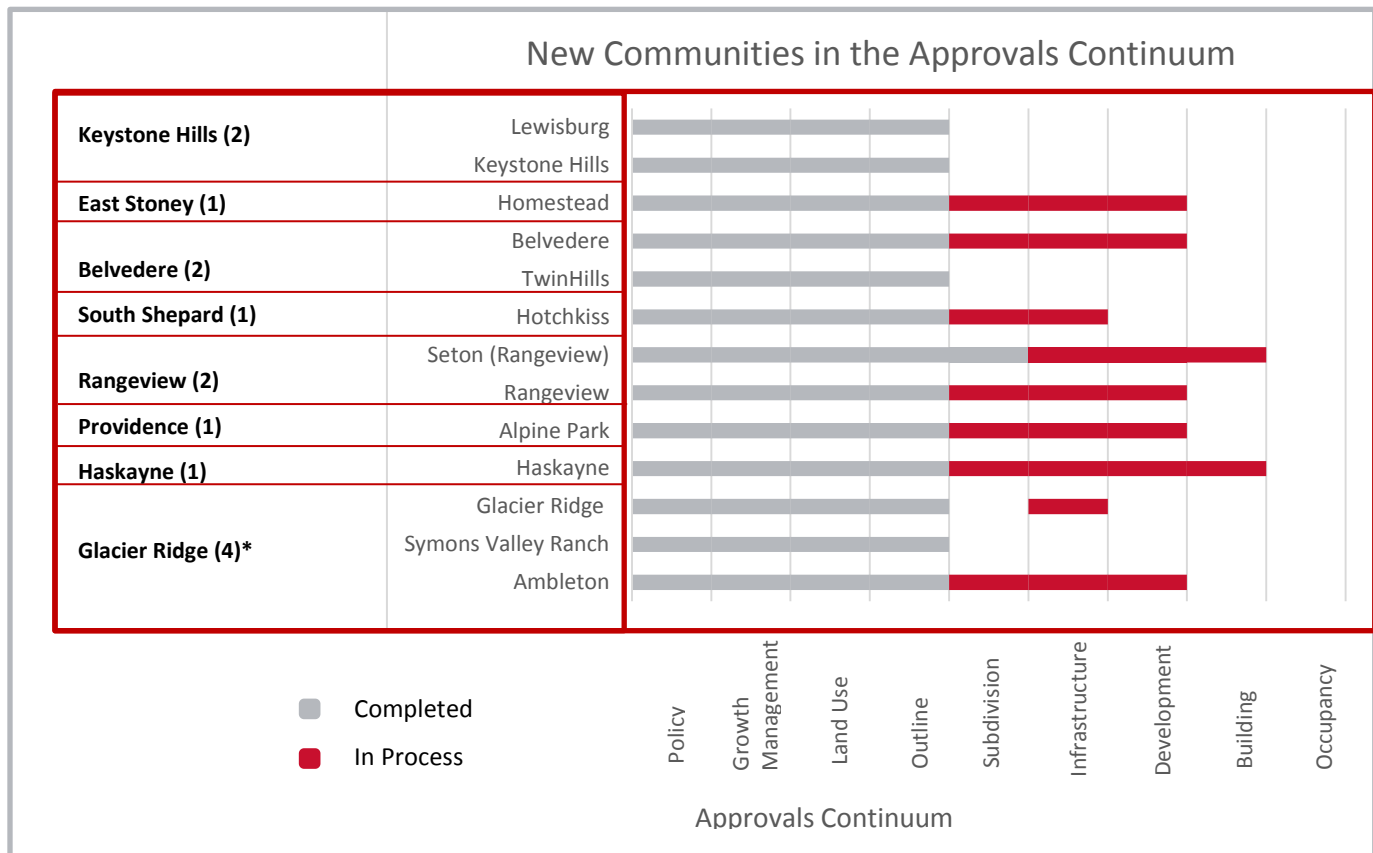 New Communities in the Approvals Continuum
Keystone Hills (2)
Lewisburg
Keystone Hills
East Stoney (1)
Homestead
Belvedere (2)
Belvedere
TwinHills
South Shepard (1)
Hotchkiss
Rangeview (2)
Seton (Rangeview)
Rangeview
Providence (1)
Alpine Park
Haskayne (1)
Haskayne
Glacier Ridge (4)*
Glacier Ridge
Symons Valley Ranch
Ambleton
Completed
In Process
Policy
Growth
Management
Land Use
Outline
Subdivision
Infrastructure
Development
Building
Occupancy
Approvals Continuum